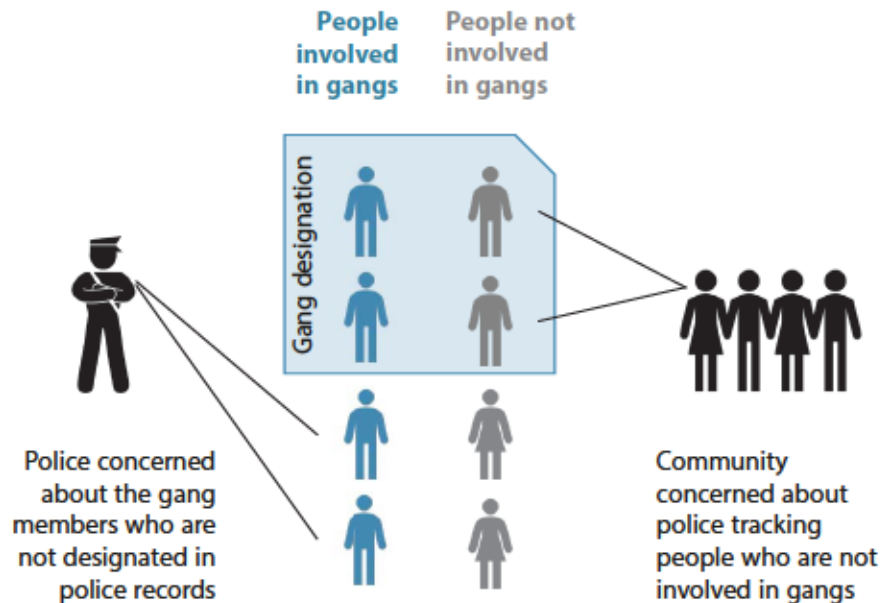 People
involved
in gangs
People not
involved
in gangs
Gang designation
Police concerned
about the gang
members who are
not designated in
police records
Community
concerned about
police tracking
people who are not
involved in gangs